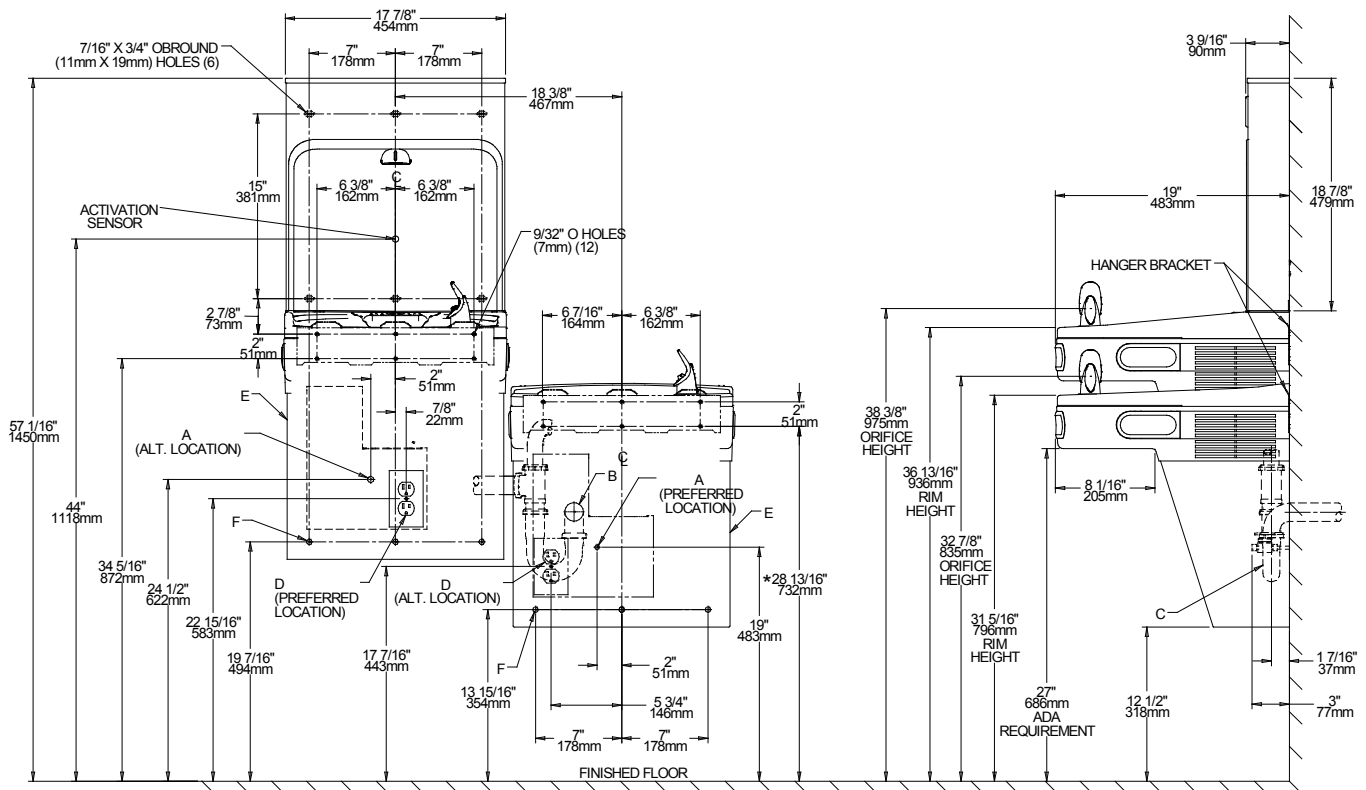 17 7/8"
454mm
7/16" X 3/4" OBROUND
(11mm X 19mm) HOLES (6)
7"
178mm
7"
178mm
18 3/8"
467mm
3 9/16"
90mm
15"
381mm
6 3/8"
162mm
C
6 3/8"
162mm
ACTIVATION
SENSOR
9/32" O HOLES
(7mm) (12)
19"
483mm
18 7/8"
479mm
HANGER BRACKET
2 7/8"
73mm
2"
51mm
6 7/16"
164mm
6 3/8"
162mm
2"
51mm
7/8"
22mm
2"
51mm
E
A
(ALT. LOCATION)
57 1/16"
1450mm
38 3/8"
975mm
ORIFICE
HEIGHT
36 13/16"
936mm
RIM
HEIGHT
C
L
B
A
(PREFERRED
LOCATION)
E
8 1/16"
205mm
44"
1118mm
F
34 5/16"
872mm
24 1/2"
622mm
22 15/16"
583mm
19 7/16"
494mm
D
(PREFERRED
LOCATION)
D
(ALT. LOCATION)
17 7/16"
443mm
F
13 15/16"
354mm
*28 13/16"
732mm
19"
483mm
2"
51mm
5 3/4"
146mm
7"
178mm
7"
178mm
32 7/8"
835mm
ORIFICE
HEIGHT
31 5/16"
796mm
RIM
HEIGHT
27"
686mm
ADA
REQUIREMENT
12 1/2"
318mm
C
1 7/16"
37mm
3"
77mm
FINISHED FLOOR